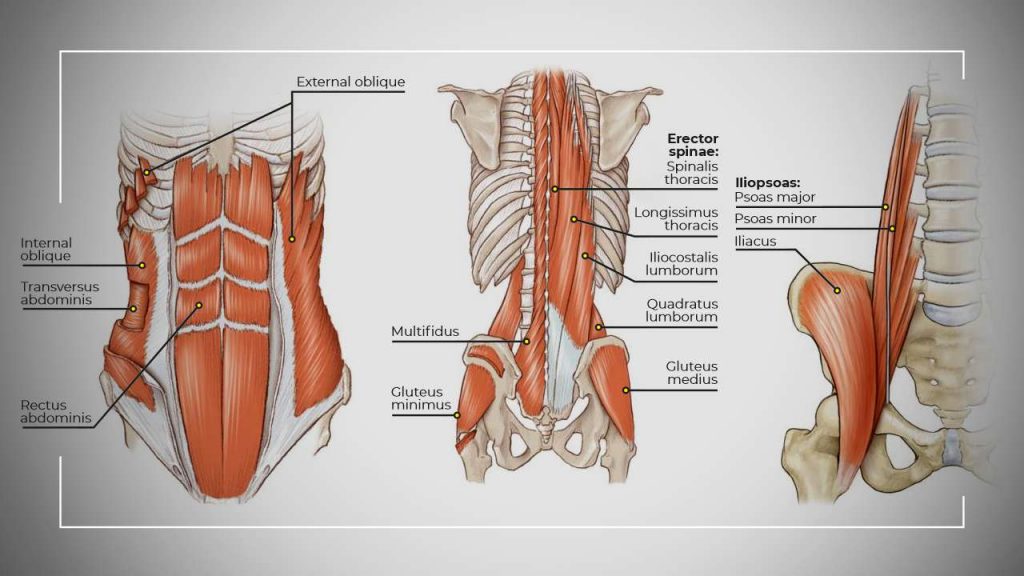 External oblique
Internal
oblique
Transversus
abdominis
Rectus
abdominis
Erector
spinae:
Spinalis
thoracis
Longissimus
thoracis
Iliocostalis
lumborum
Quadratus
lumborum
Multifidus
Gluteus
medius
Gluteus
minimus
Iliopsoas:
Psoas major
Psoas minor
Iliacus